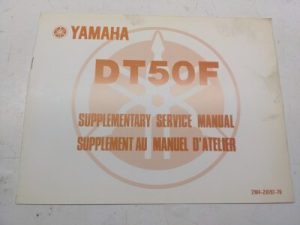 YAMAHA
DT50F
SUPPLEMENTARY SERVICE MANUAL
SUPPLEMENT AU MANUEL D'ATELIER